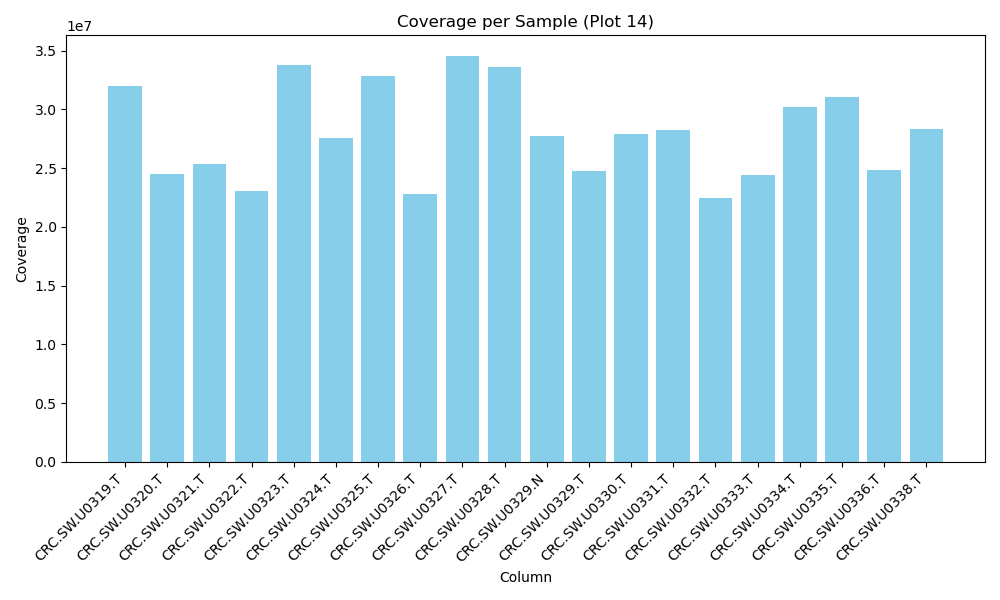 Coverage per Sample (Plot 14)
1e7
3.5
3.0
2.5
2.0
1.5
1.0
0.5
0.0
Coverage
CRC.SW.U0319.T
CRC.SW.U0320.T
CRC.SW.U0321.T
CRC.SW.U0322.T
CRC.SW.U0323.T
CRC.SW.U0324.T
CRC.SW.U0325.T
CRC.SW.U0326.T
CRC.SW.U0327.T
CRC.SW.U0328.T
CRC.SW.U0329.N
CRC.SW.U0329.T
CRC.SW.U0330.T
CRC.SW.U0331.T
CRC.SW.U0332.T
CRC.SW.U0333.T
CRC.SW.U0334.T
CRC.SW.U0335.T
CRC.SW.U0336.T
CRC.SW.U0338.T
Column